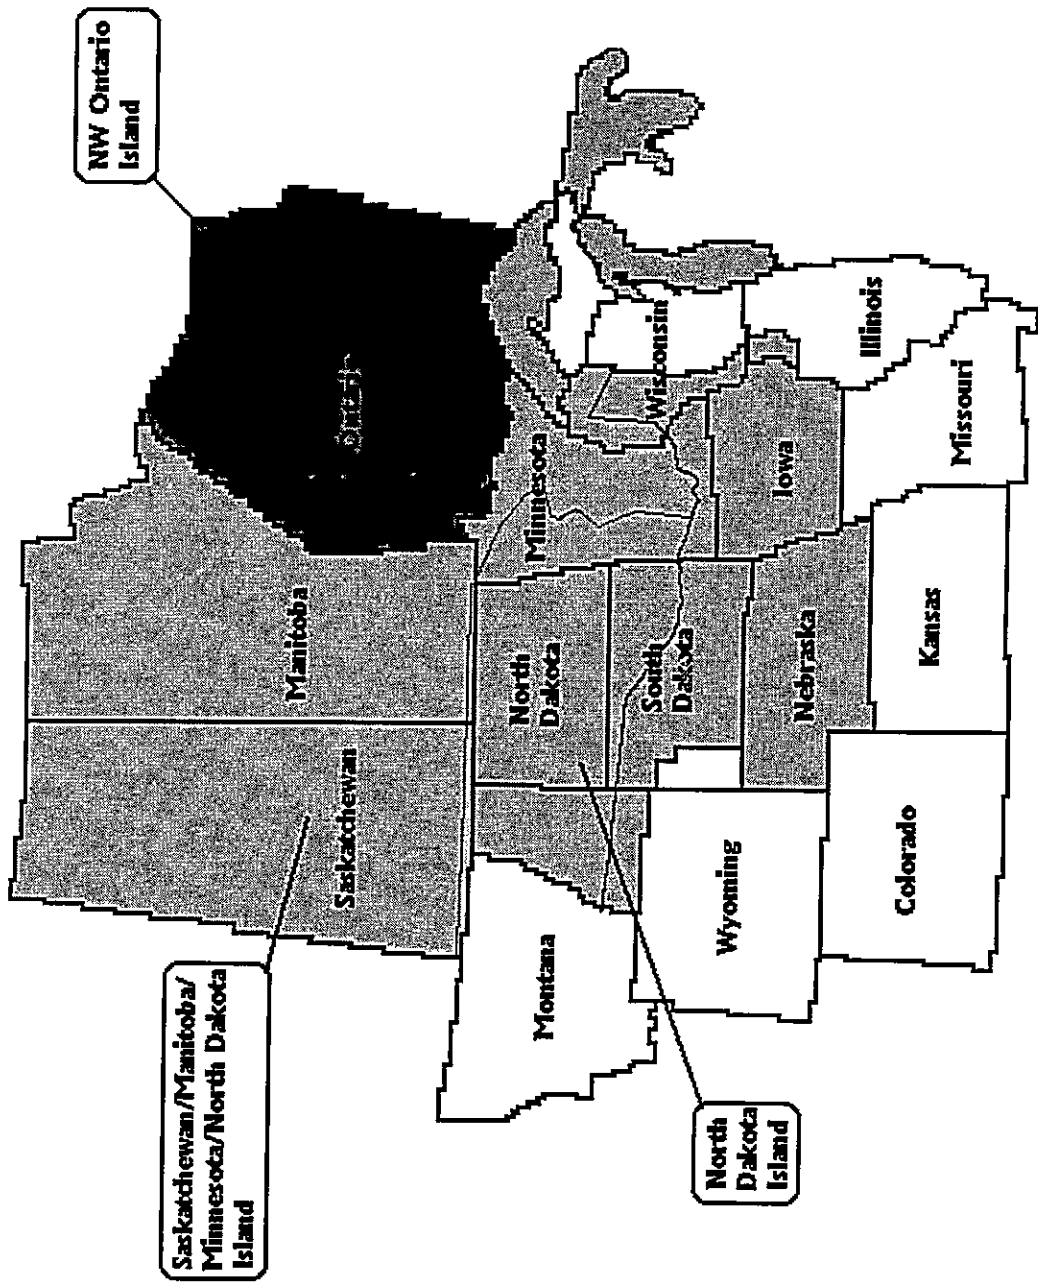 NW Ontario
Island
Saskatchewan/Manitoba/
Minnesota/North Dakota
Island
Saskatchewan
Manitoba
Montana
North
Dakota
Minnesota
South
Dakota
Wisconsin
Wyoming
Nebraska
Iowa
Illinois
Colorado
Kansas
Missouri
North
Dakota
Island